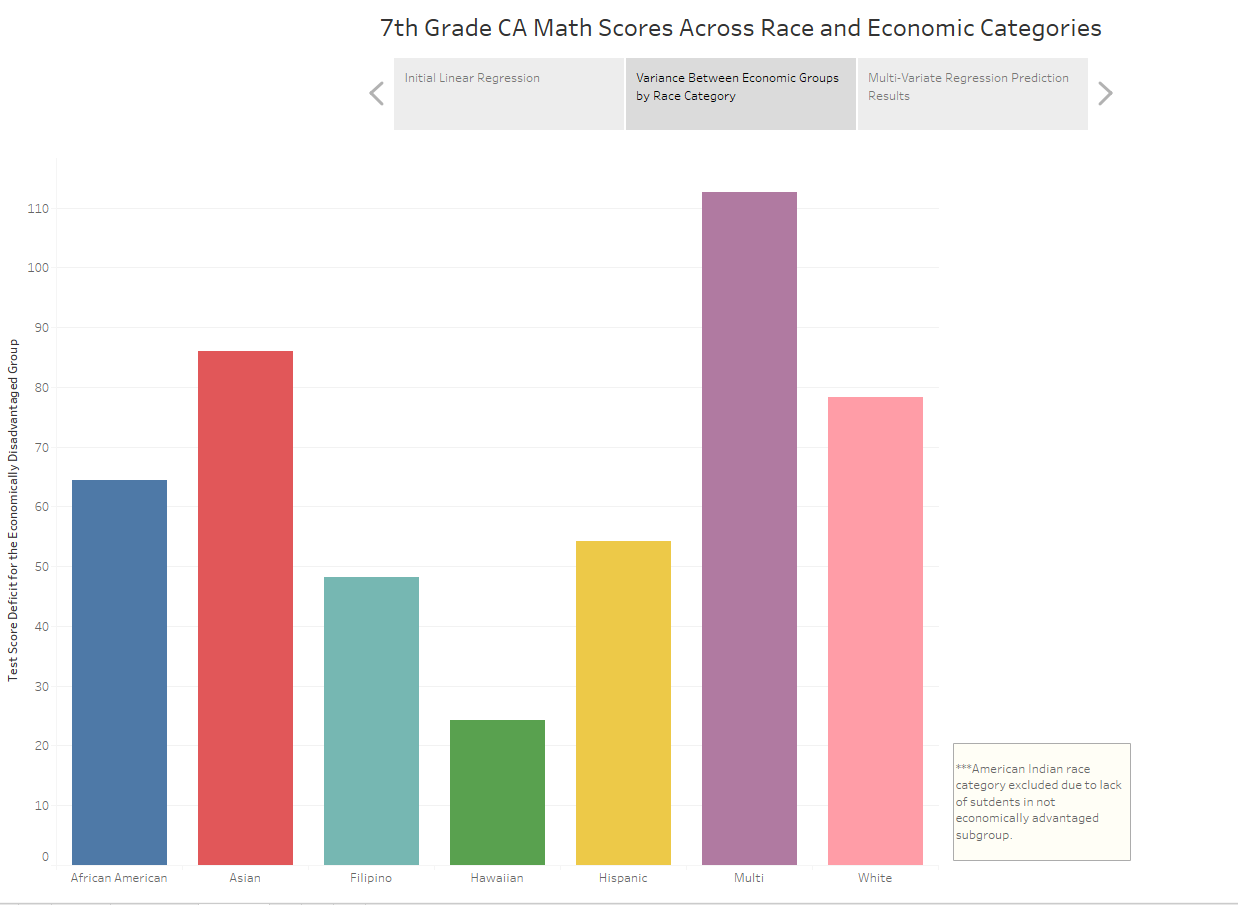 7th Grade CA Math Scores Across Race and Economic Categories
Initial Linear Regression
Variance Between Economic Groups
by Race Category
Multi-Variate Regression Prediction
Results
Test Score Deficit for the Economically Disadvantaged Group
110
100
90
80
70
60
50
40
30
20
10
0
African American
Asian
Filipino
Hawaiian
Hispanic
Multi
White
***American Indian race
category excluded due to lack
of sutdents in not
economically advantaged
subgroup.